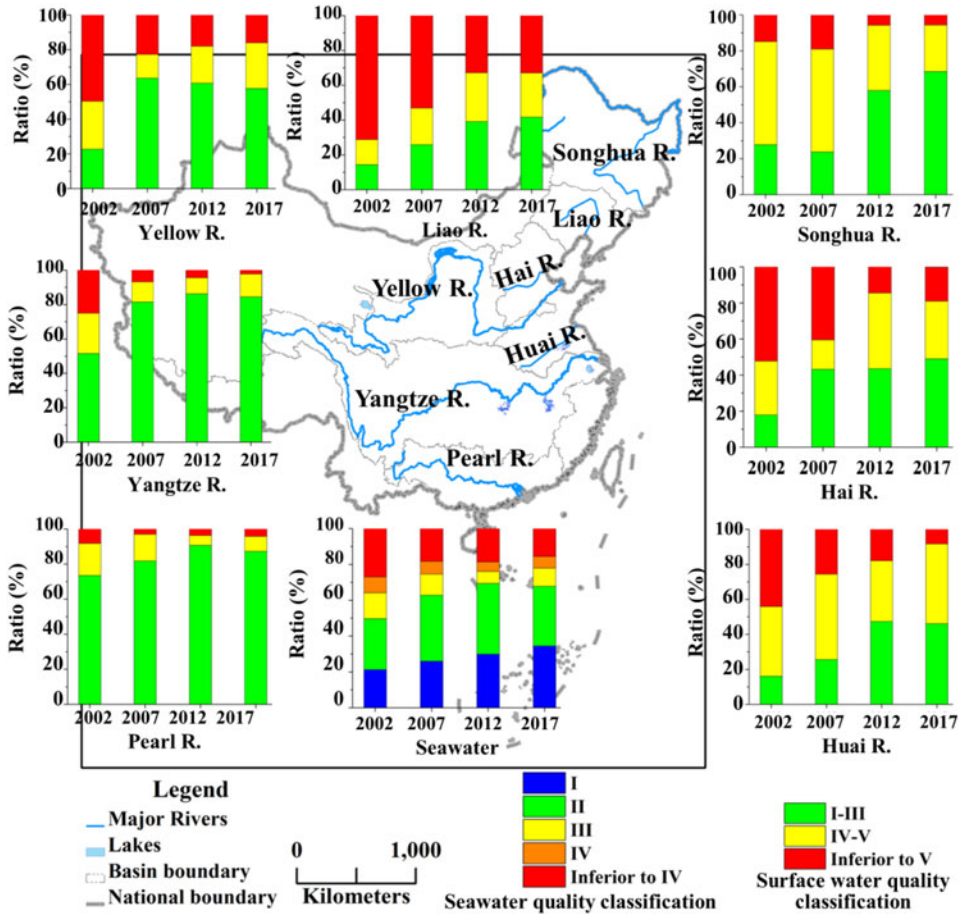 Ratio (%)
100
80
60
40
20
0
2002 2007 2012 2017
Yellow R.
Ratio (%)
100
80
60
40
20
0
2002 2007 2012 2017
Liao R.
Ratio (%)
100
80
60
40
20
0
2002 2007 2012 2017
Songhua R.
Songhua R.
Liao R.
Hai R.
Yellow R.
Huai R.
Yangtze R.
Pearl R.
Ratio (%)
100
80
60
40
20
0
2002 2007 2012 2017
Yangtze R.
Ratio (%)
100
80
60
40
20
0
2002 2007 2012 2017
Hai R.
Ratio (%)
100
80
60
40
20
0
2002 2007 2012 2017
Pearl R.
Ratio (%)
100
80
60
40
20
0
2002 2007 2012 2017
Seawater
Ratio (%)
100
80
60
40
20
0
2002 2007 2012 2017
Huai R.
Legend
Major Rivers
Lakes
Basin boundary
National boundary
0 1,000
Kilometers
I
II
III
IV
Inferior to IV
Seawater quality classification
I-III
IV-V
Inferior to V
Surface water quality
classification